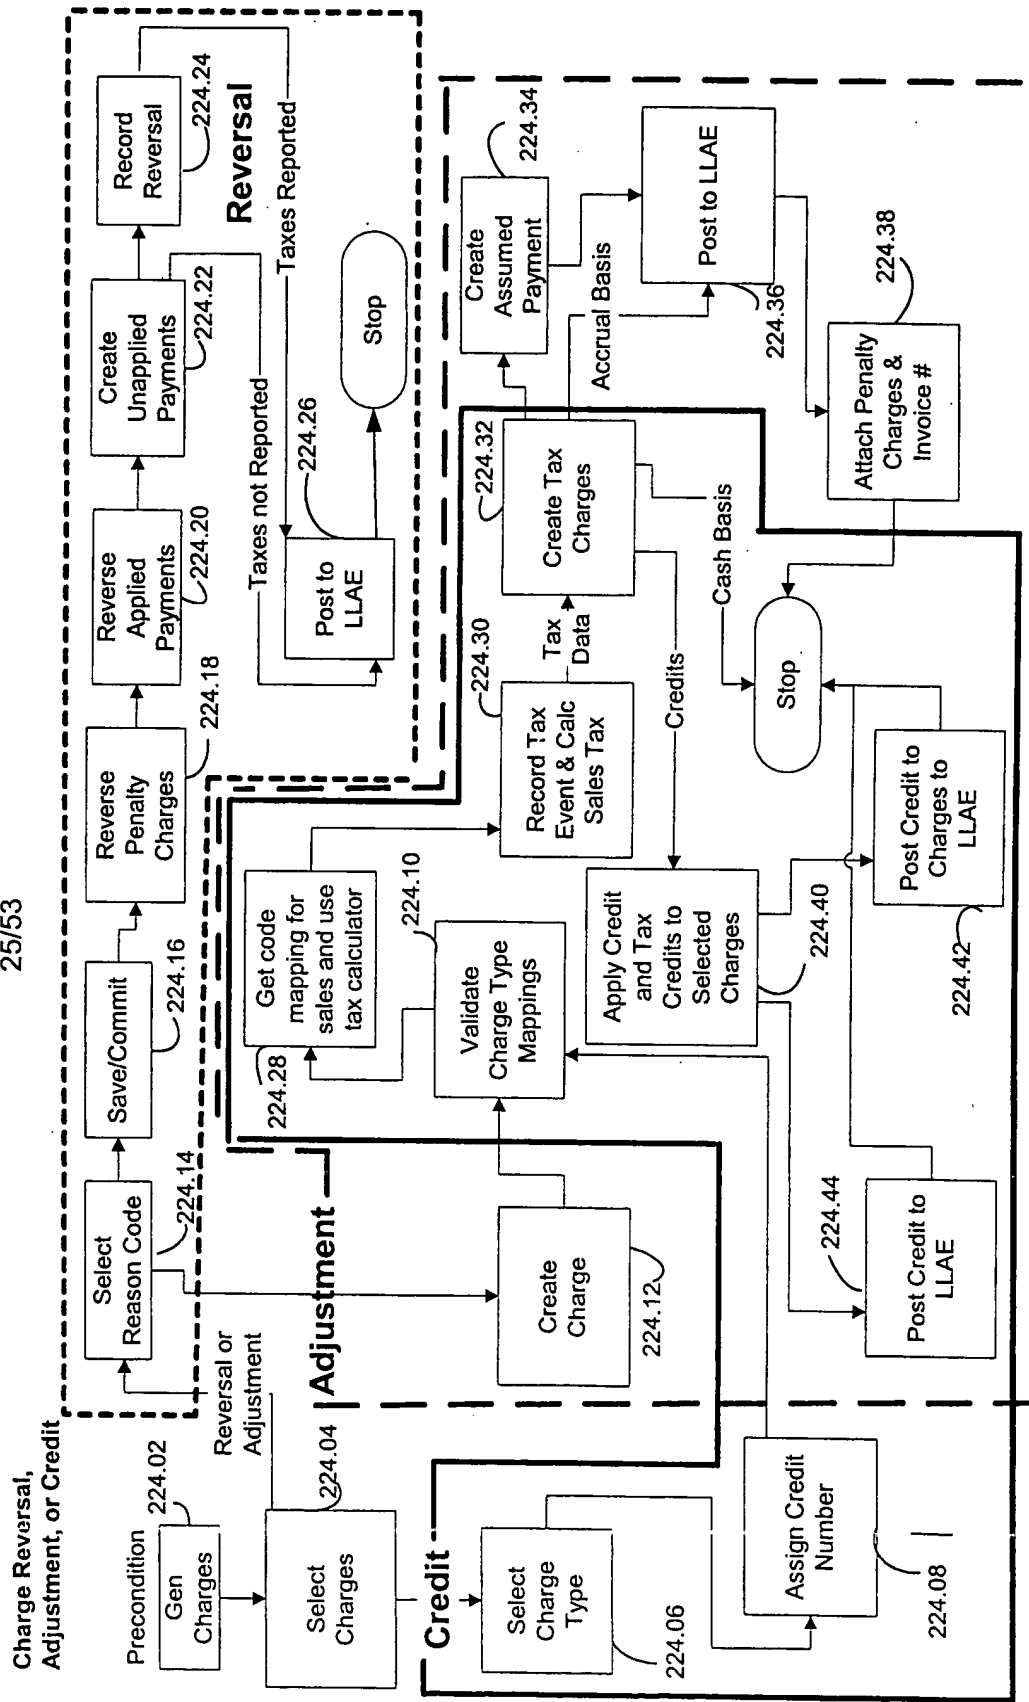 25/53
Charge Reversal,
Adjustment, or Credit
Precondition
224.02
Gen
Charges
Select
Charges
224.04
Reversal or
Adjustment
Select
Reason Code
224.14
Save/Commit
224.16
Reverse
Penalty
Charges
224.18
Reverse
Applied
Payments
224.20
Create
Unapplied
Payments
224.22
Record
Reversal
224.24
Reversal
Taxes Reported
Taxes not Reported
Post to
LLAE
224.26
Stop
Adjustment
Create
Charge
224.12
Validate
Charge Type
Mappings
224.10
Get code
mapping for
sales and use
tax calculator
224.28
Record Tax
Event & Calc
Sales Tax
224.30
Tax
Data
Create Tax
Charges
224.32
Create
Assumed
Payment
224.34
Accrual Basis
Post to LLAE
224.36
Attach Penalty
Charges &
Invoice #
224.38
Cash Basis
Credits
Stop
Credit
Select
Charge
Type
224.06
Assign Credit
Number
224.08
Apply Credit
and Tax
Credits to
Selected
Charges
224.40
Post Credit to
Charges to
LLAE
224.42
Post Credit to
LLAE
224.44